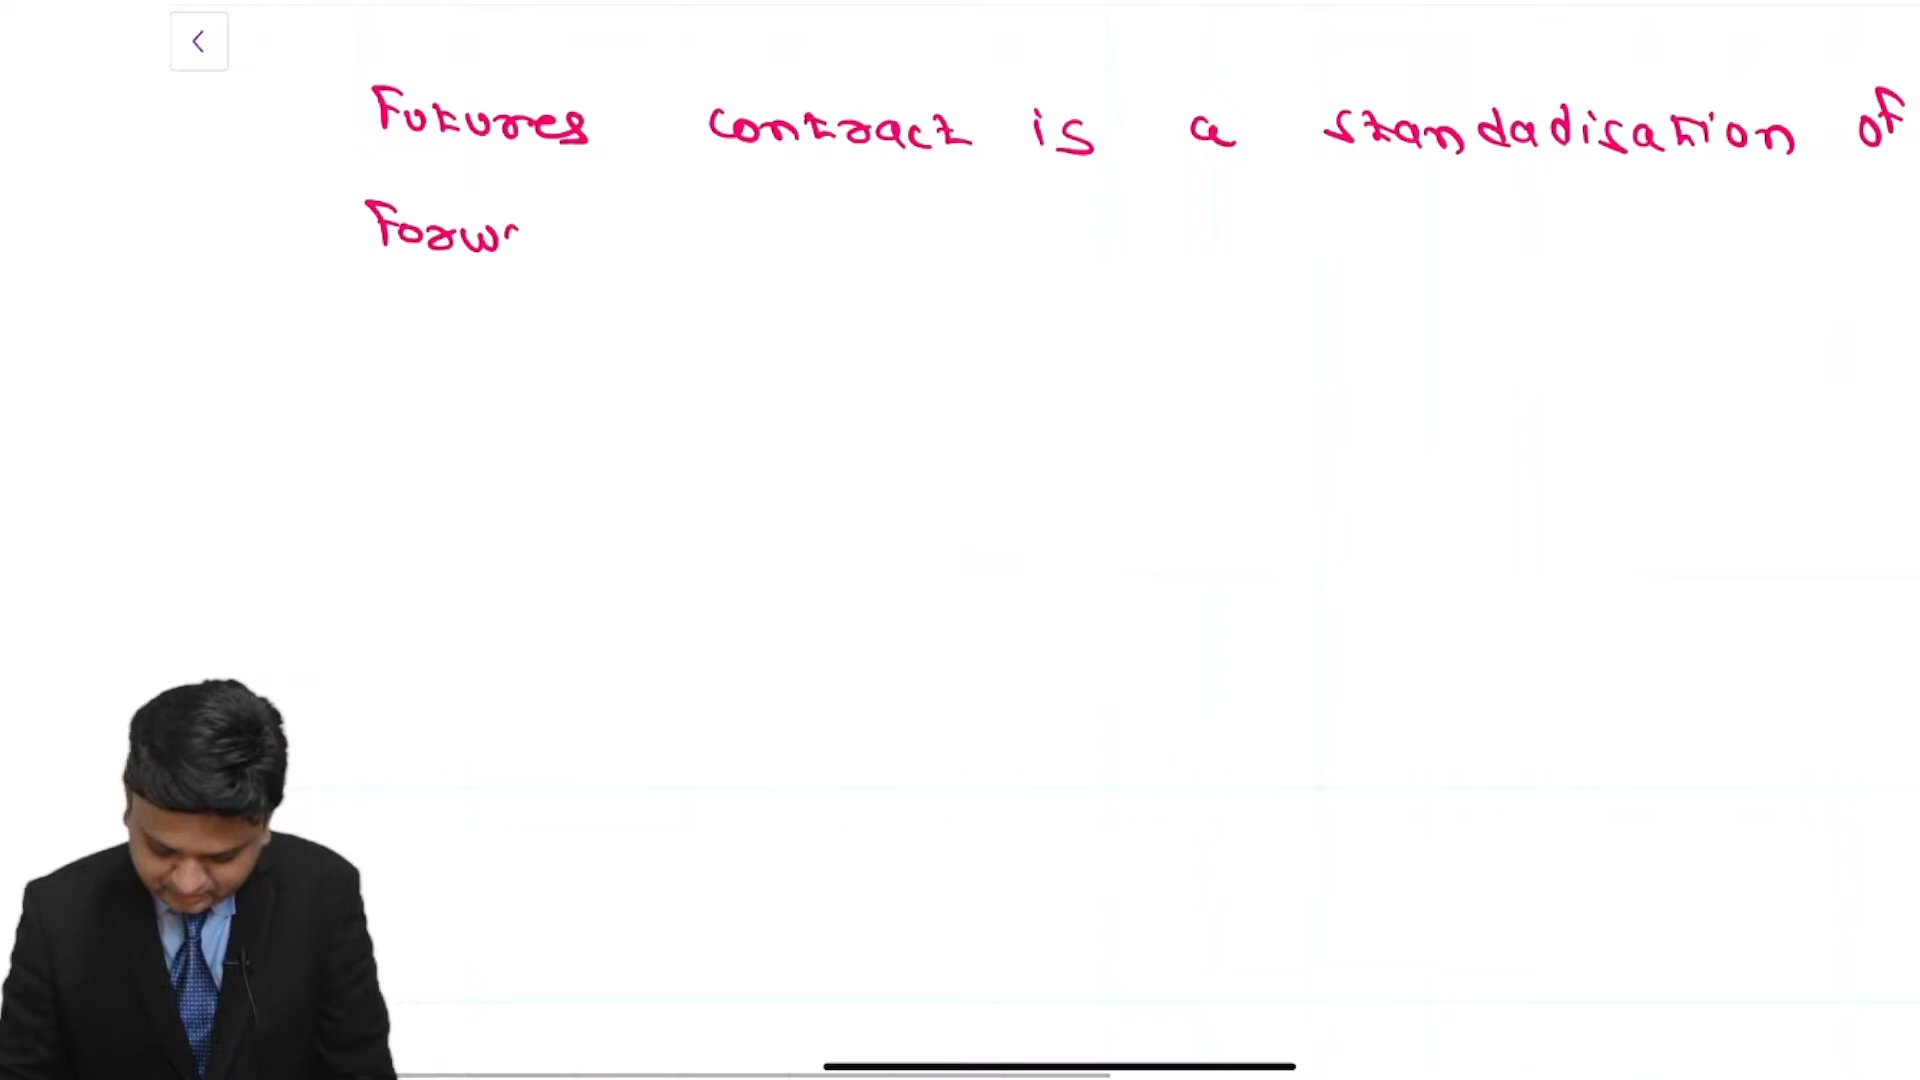 Futures contract is a standadisation of
Forw